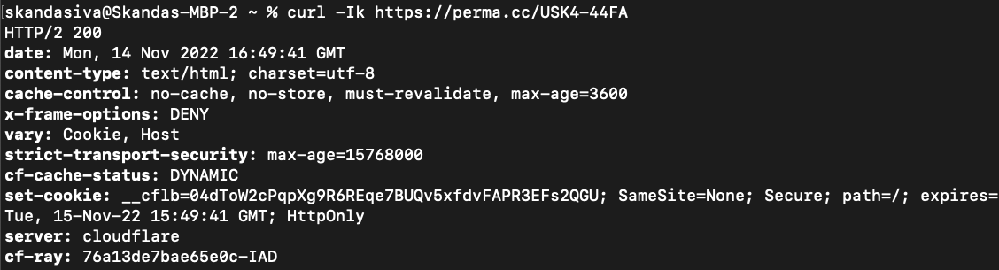 skandasiva@Skandas-MBP-2 ~ % curl -Ik https://perma.cc/USK4-44FA
HTTP/2 200
date: Mon, 14 Nov 2022 16:49:41 GMT
content-type: text/html; charset=utf-8
cache-control: no-cache, no-store, must-revalidate, max-age=3600
x-frame-options: DENY
vary: Cookie, Host
strict-transport-security: max-age=15768000
cf-cache-status: DYNAMIC
set-cookie: __cflb=04dToW2cPqpXg9R6REqe7BUQv5xfdvFAPR3EFs2QGU; SameSite=None; Secure; path=/; expires=
Tue, 15-Nov-22 15:49:41 GMT; HttpOnly
server: cloudflare
cf-ray: 76a13de7bae65e0c-IAD